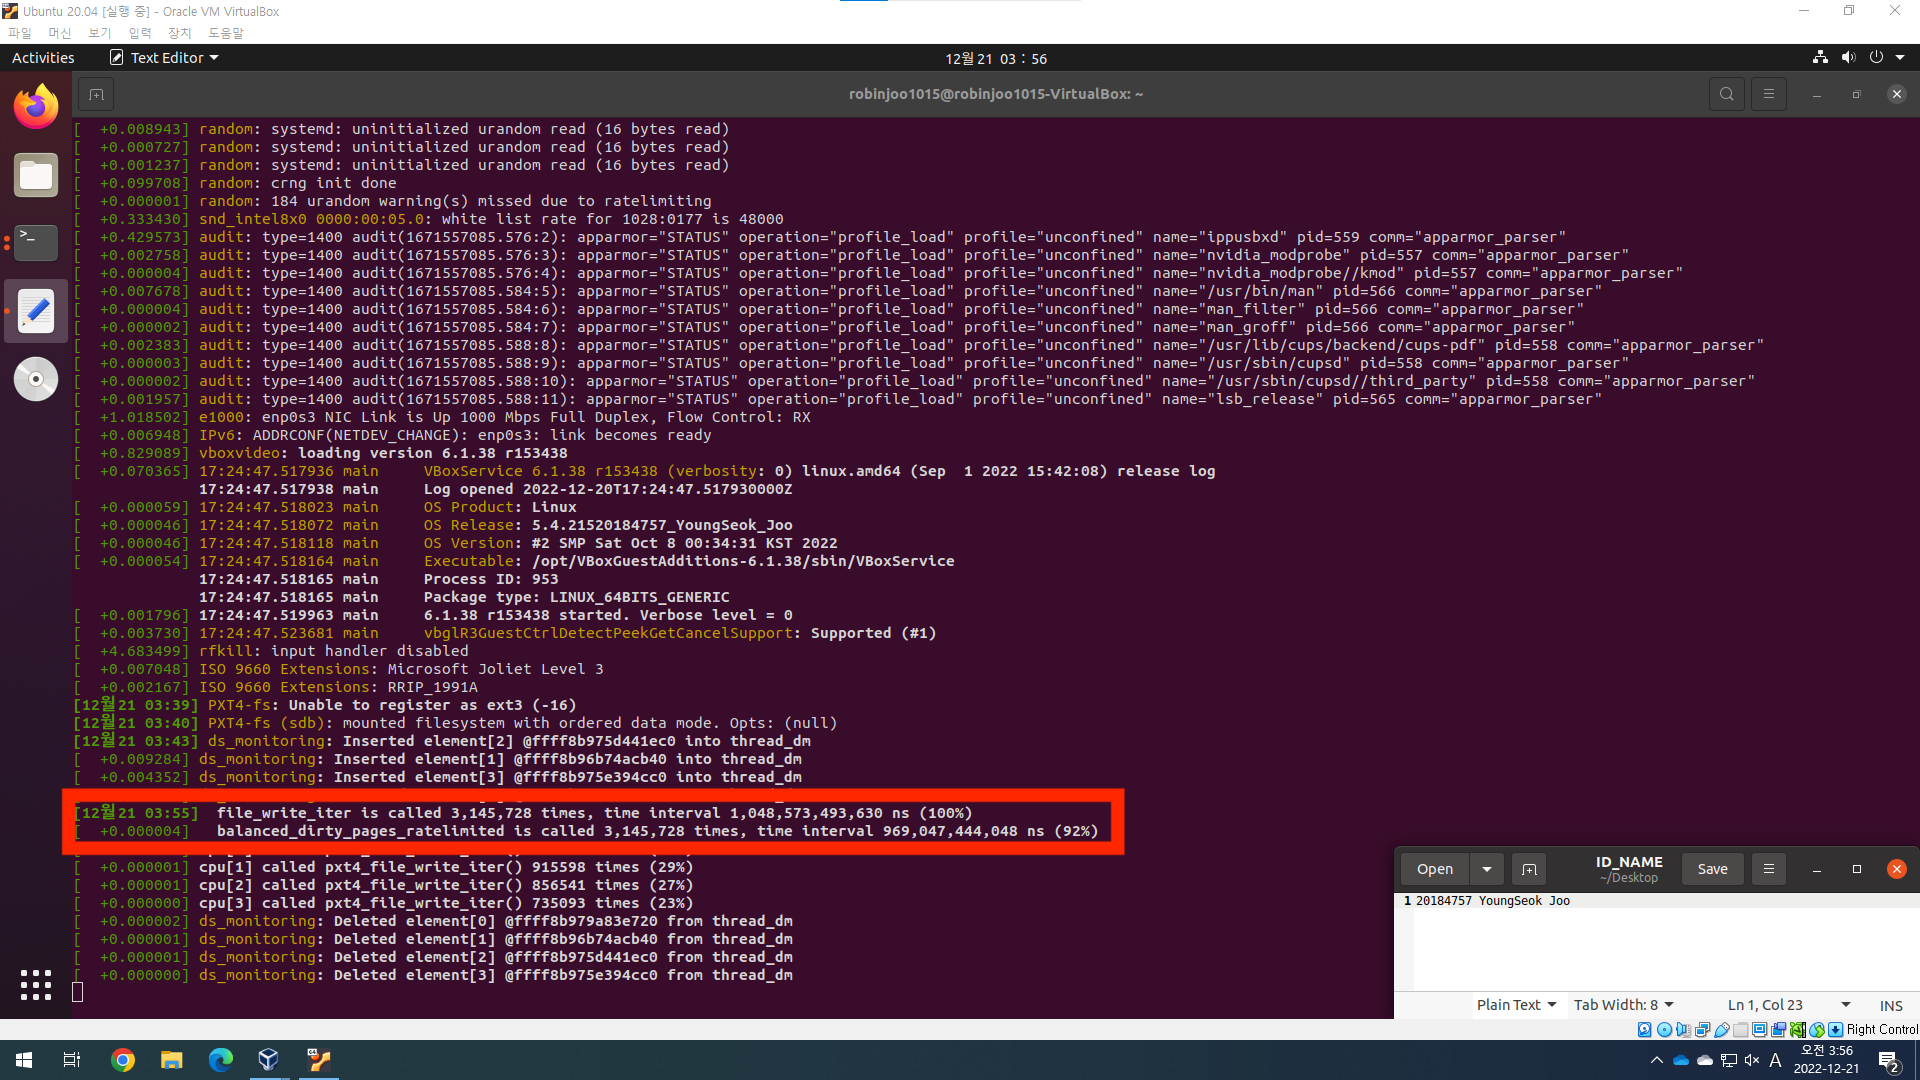 Ubuntu 20.04 [실행 중] - Oracle VM VirtualBox
파일 머신 보기 입력 장치 도움말
Activities Text Editor 12월 21 03 : 56
robinjoo1015@robinjoo1015-VirtualBox: ~
[  +0.008943] random: systemd: uninitialized urandom read (16 bytes read)
[  +0.000727] random: systemd: uninitialized urandom read (16 bytes read)
[  +0.001237] random: systemd: uninitialized urandom read (16 bytes read)
[  +0.099708] random: crng init done
[  +0.000001] random: 184 urandom warning(s) missed due to ratelimiting
[  +0.333430] snd_intel8x0 0000:00:05.0: white list rate for 1028:0177 is 48000
[  +0.429573] audit: type=1400 audit(1671557085.576:2): apparmor="STATUS" operation="profile_load" profile="unconfined" name="ippusbxd" pid=559 comm="apparmor_parser"
[  +0.002758] audit: type=1400 audit(1671557085.576:3): apparmor="STATUS" operation="profile_load" profile="unconfined" name="nvidia_modprobe" pid=557 comm="apparmor_parser"
[  +0.000004] audit: type=1400 audit(1671557085.576:4): apparmor="STATUS" operation="profile_load" profile="unconfined" name="nvidia_modprobe//kmod" pid=557 comm="apparmor_parser"
[  +0.007678] audit: type=1400 audit(1671557085.584:5): apparmor="STATUS" operation="profile_load" profile="unconfined" name="/usr/bin/man" pid=566 comm="apparmor_parser"
[  +0.000004] audit: type=1400 audit(1671557085.584:6): apparmor="STATUS" operation="profile_load" profile="unconfined" name="man_filter" pid=566 comm="apparmor_parser"
[  +0.000002] audit: type=1400 audit(1671557085.584:7): apparmor="STATUS" operation="profile_load" profile="unconfined" name="man_groff" pid=566 comm="apparmor_parser"
[  +0.002383] audit: type=1400 audit(1671557085.588:8): apparmor="STATUS" operation="profile_load" profile="unconfined" name="/usr/lib/cups/backend/cups-pdf" pid=558 comm="apparmor_parser"
[  +0.000003] audit: type=1400 audit(1671557085.588:9): apparmor="STATUS" operation="profile_load" profile="unconfined" name="/usr/sbin/cupsd" pid=558 comm="apparmor_parser"
[  +0.000002] audit: type=1400 audit(1671557085.588:10): apparmor="STATUS" operation="profile_load" profile="unconfined" name="/usr/sbin/cupsd//third_party" pid=558 comm="apparmor_parser"
[  +0.001957] audit: type=1400 audit(1671557085.588:11): apparmor="STATUS" operation="profile_load" profile="unconfined" name="lsb_release" pid=565 comm="apparmor_parser"
[  +1.018502] e1000: enp0s3 NIC Link is Up 1000 Mbps Full Duplex, Flow Control: RX
[  +0.006948] IPv6: ADDRCONF(NETDEV_CHANGE): enp0s3: link becomes ready
[  +0.829089] vboxvideo: loading version 6.1.38 r153438
[  +0.070365] 17:24:47.517936 main     VBoxService 6.1.38 r153438 (verbosity: 0) linux.amd64 (Sep  1 2022 15:42:08) release log
17:24:47.517938 main     Log opened 2022-12-20T17:24:47.517930000Z
[  +0.000059] 17:24:47.518023 main     OS Product: Linux
[  +0.000046] 17:24:47.518072 main     OS Release: 5.4.21520184757_YoungSeok_Joo
[  +0.000046] 17:24:47.518118 main     OS Version: #2 SMP Sat Oct 8 00:34:31 KST 2022
[  +0.000054] 17:24:47.518164 main     Executable: /opt/VBoxGuestAdditions-6.1.38/sbin/VBoxService
17:24:47.518165 main     Process ID: 953
17:24:47.518165 main     Package type: LINUX_64BITS_GENERIC
[  +0.001796] 17:24:47.519963 main     6.1.38 r153438 started. Verbose level = 0
[  +0.003730] 17:24:47.523681 main     vbglR3GuestCtrlDetectPeekGetCancelSupport: Supported (#1)
[  +4.683499] rfkill: input handler disabled
[  +0.007048] ISO 9660 Extensions: Microsoft Joliet Level 3
[  +0.002167] ISO 9660 Extensions: RRIP_1991A
[12월21 03:39] PXT4-fs: Unable to register as ext3 (-16)
[12월21 03:40] PXT4-fs (sdb): mounted filesystem with ordered data mode. Opts: (null)
[12월21 03:43] ds_monitoring: Inserted element[2] @ffff8b975d441ec0 into thread_dm
[  +0.009284] ds_monitoring: Inserted element[1] @ffff8b96b74acb40 into thread_dm
[  +0.004352] ds_monitoring: Inserted element[3] @ffff8b975e394cc0 into thread_dm
[12월21 03:55]  file_write_iter is called 3,145,728 times, time interval 1,048,573,493,630 ns (100%)
[  +0.000004]   balanced_dirty_pages_ratelimited is called 3,145,728 times, time interval 969,047,444,048 ns (92%)
[  +0.000001] cpu[1] called pxt4_file_write_iter() 915598 times (29%)
[  +0.000001] cpu[2] called pxt4_file_write_iter() 856541 times (27%)
[  +0.000000] cpu[3] called pxt4_file_write_iter() 735093 times (23%)
[  +0.000002] ds_monitoring: Deleted element[0] @ffff8b979a83e720 from thread_dm
[  +0.000001] ds_monitoring: Deleted element[1] @ffff8b96b74acb40 from thread_dm
[  +0.000001] ds_monitoring: Deleted element[2] @ffff8b975d441ec0 from thread_dm
[  +0.000000] ds_monitoring: Deleted element[3] @ffff8b975e394cc0 from thread_dm
Open ID_NAME Save
~/Desktop
1 20184757 YoungSeok Joo
Plain Text Tab Width: 8 Ln 1, Col 23 INS
Right Control
A 오전 3:56
2022-12-21 2